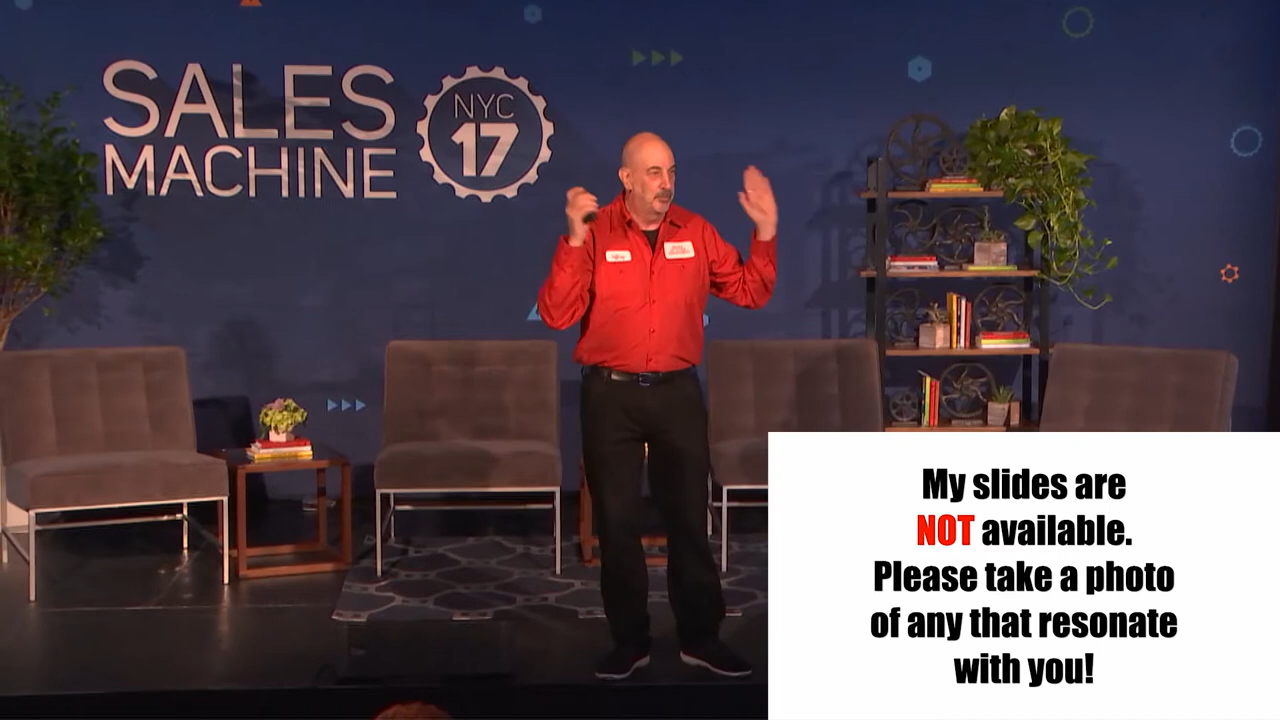 SALES
MACHINE
NYC
17
My slides are
NOT available.
Please take a photo
of any that resonate
with you!